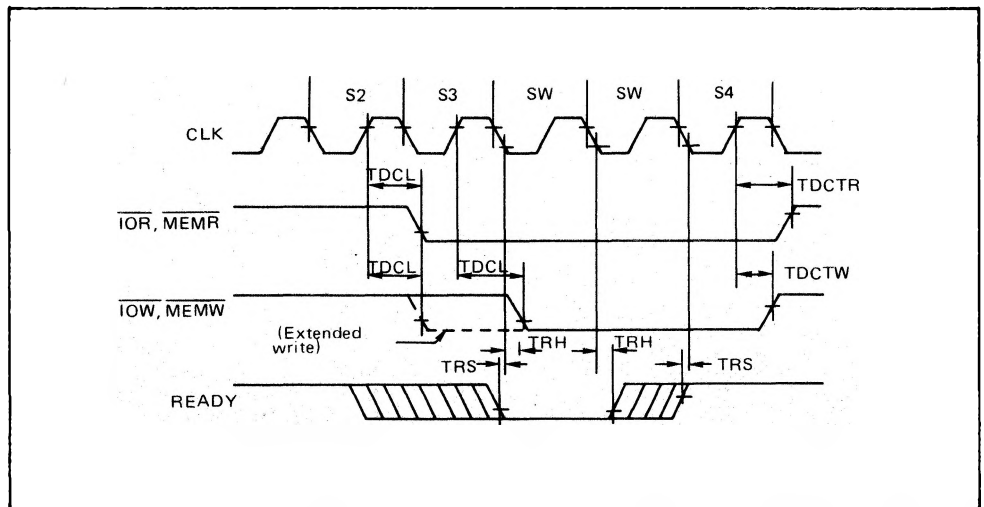 S2 S3 SW SW S4
CLK
TDCL TDCTR
IOR, MEMR
TDCL TDCL TDCTW
IOW, MEMW
(Extended
write)
TRH TRH
TRS TRS
READY